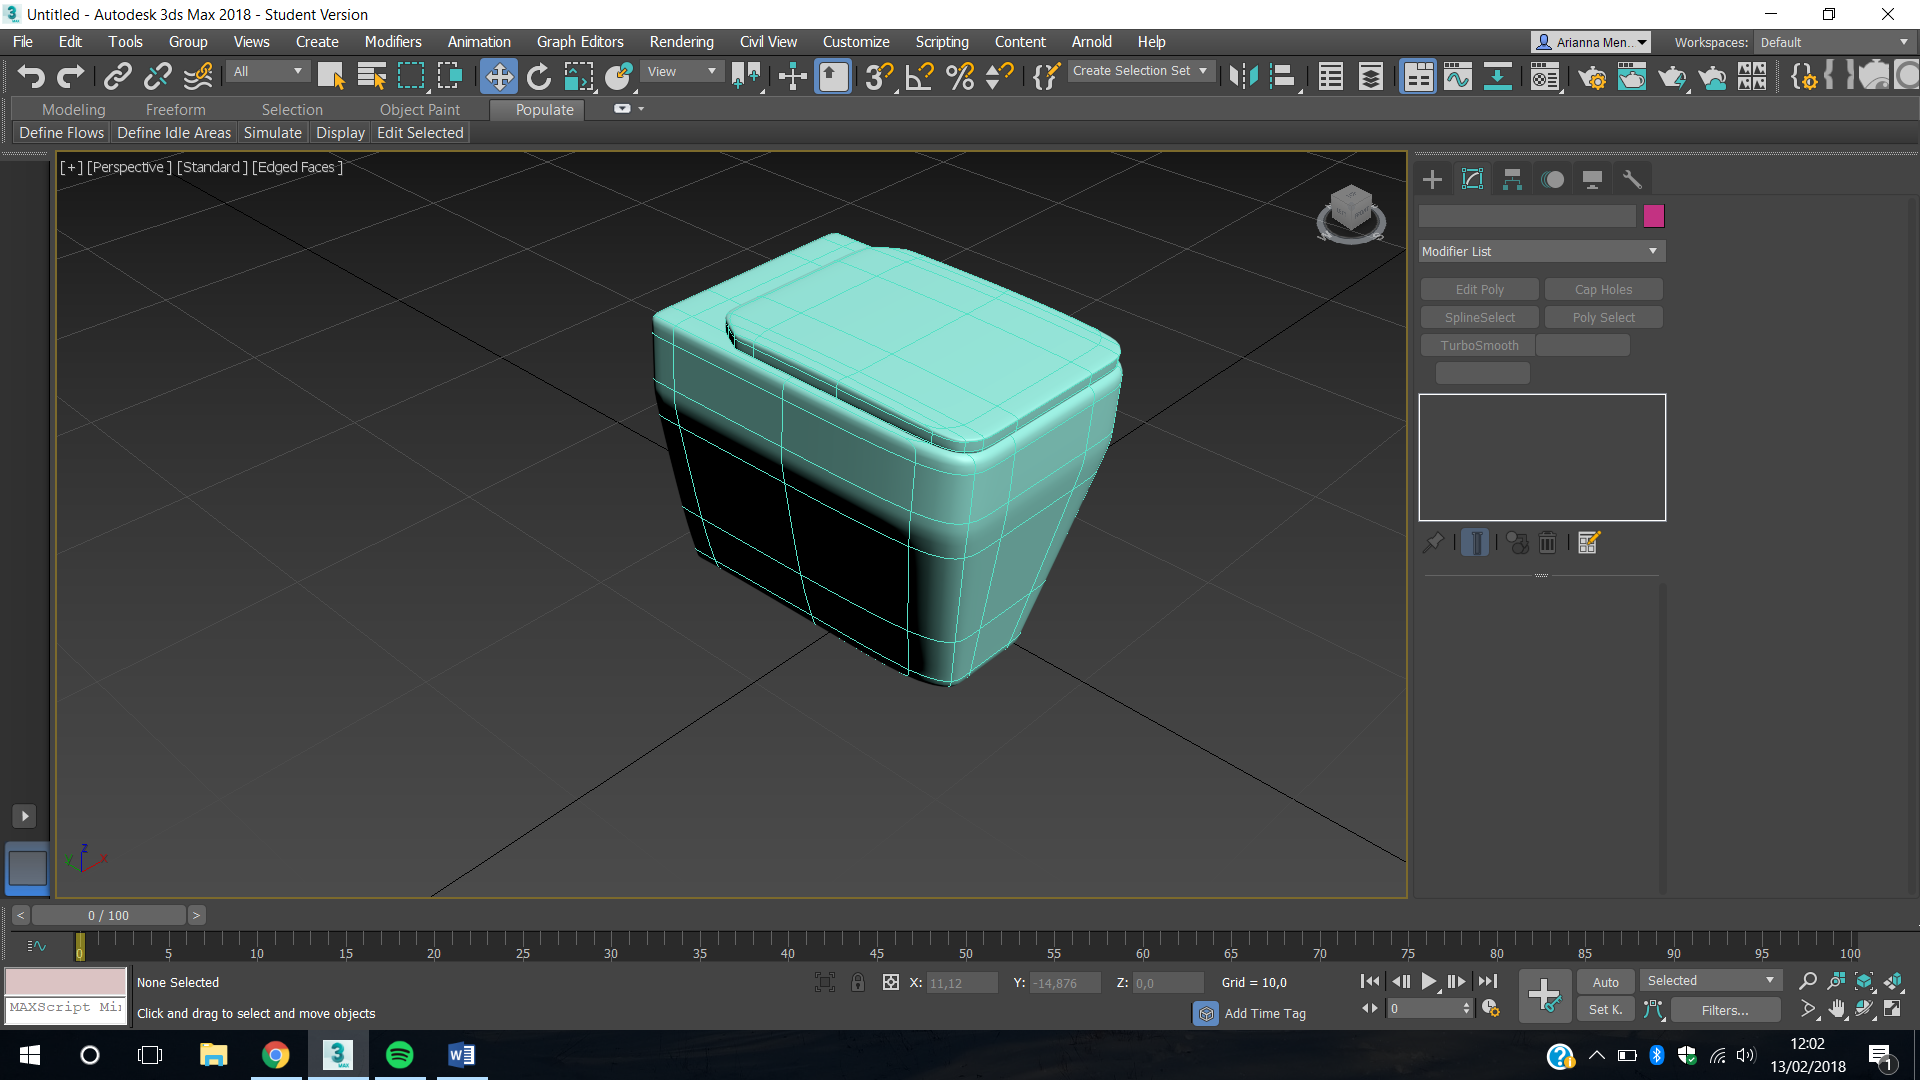 Untitled - Autodesk 3ds Max 2018 - Student Version
File Edit Tools Group Views Create Modifiers Animation Graph Editors Rendering Civil View Customize Scripting Content Arnold Help
Arianna Men... Workspaces: Default
All View Create Selection Set
Modeling Freeform Selection Object Paint Populate
Define Flows Define Idle Areas Simulate Display Edit Selected
[+] [Perspective] [Standard] [Edged Faces]
Modifier List
Edit Poly Cap Holes
SplineSelect Poly Select
TurboSmooth
z
x
0 / 100
0 5 10 15 20 25 30 35 40 45 50 55 60 65 70 75 80 85 90 95 100
None Selected
X: 11,12 Y: -14,876 Z: 0,0 Grid = 10,0
Auto Selected
MAXScript Mi
Click and drag to select and move objects
Add Time Tag
0
Set K. Filters...
12:02
13/02/2018
1